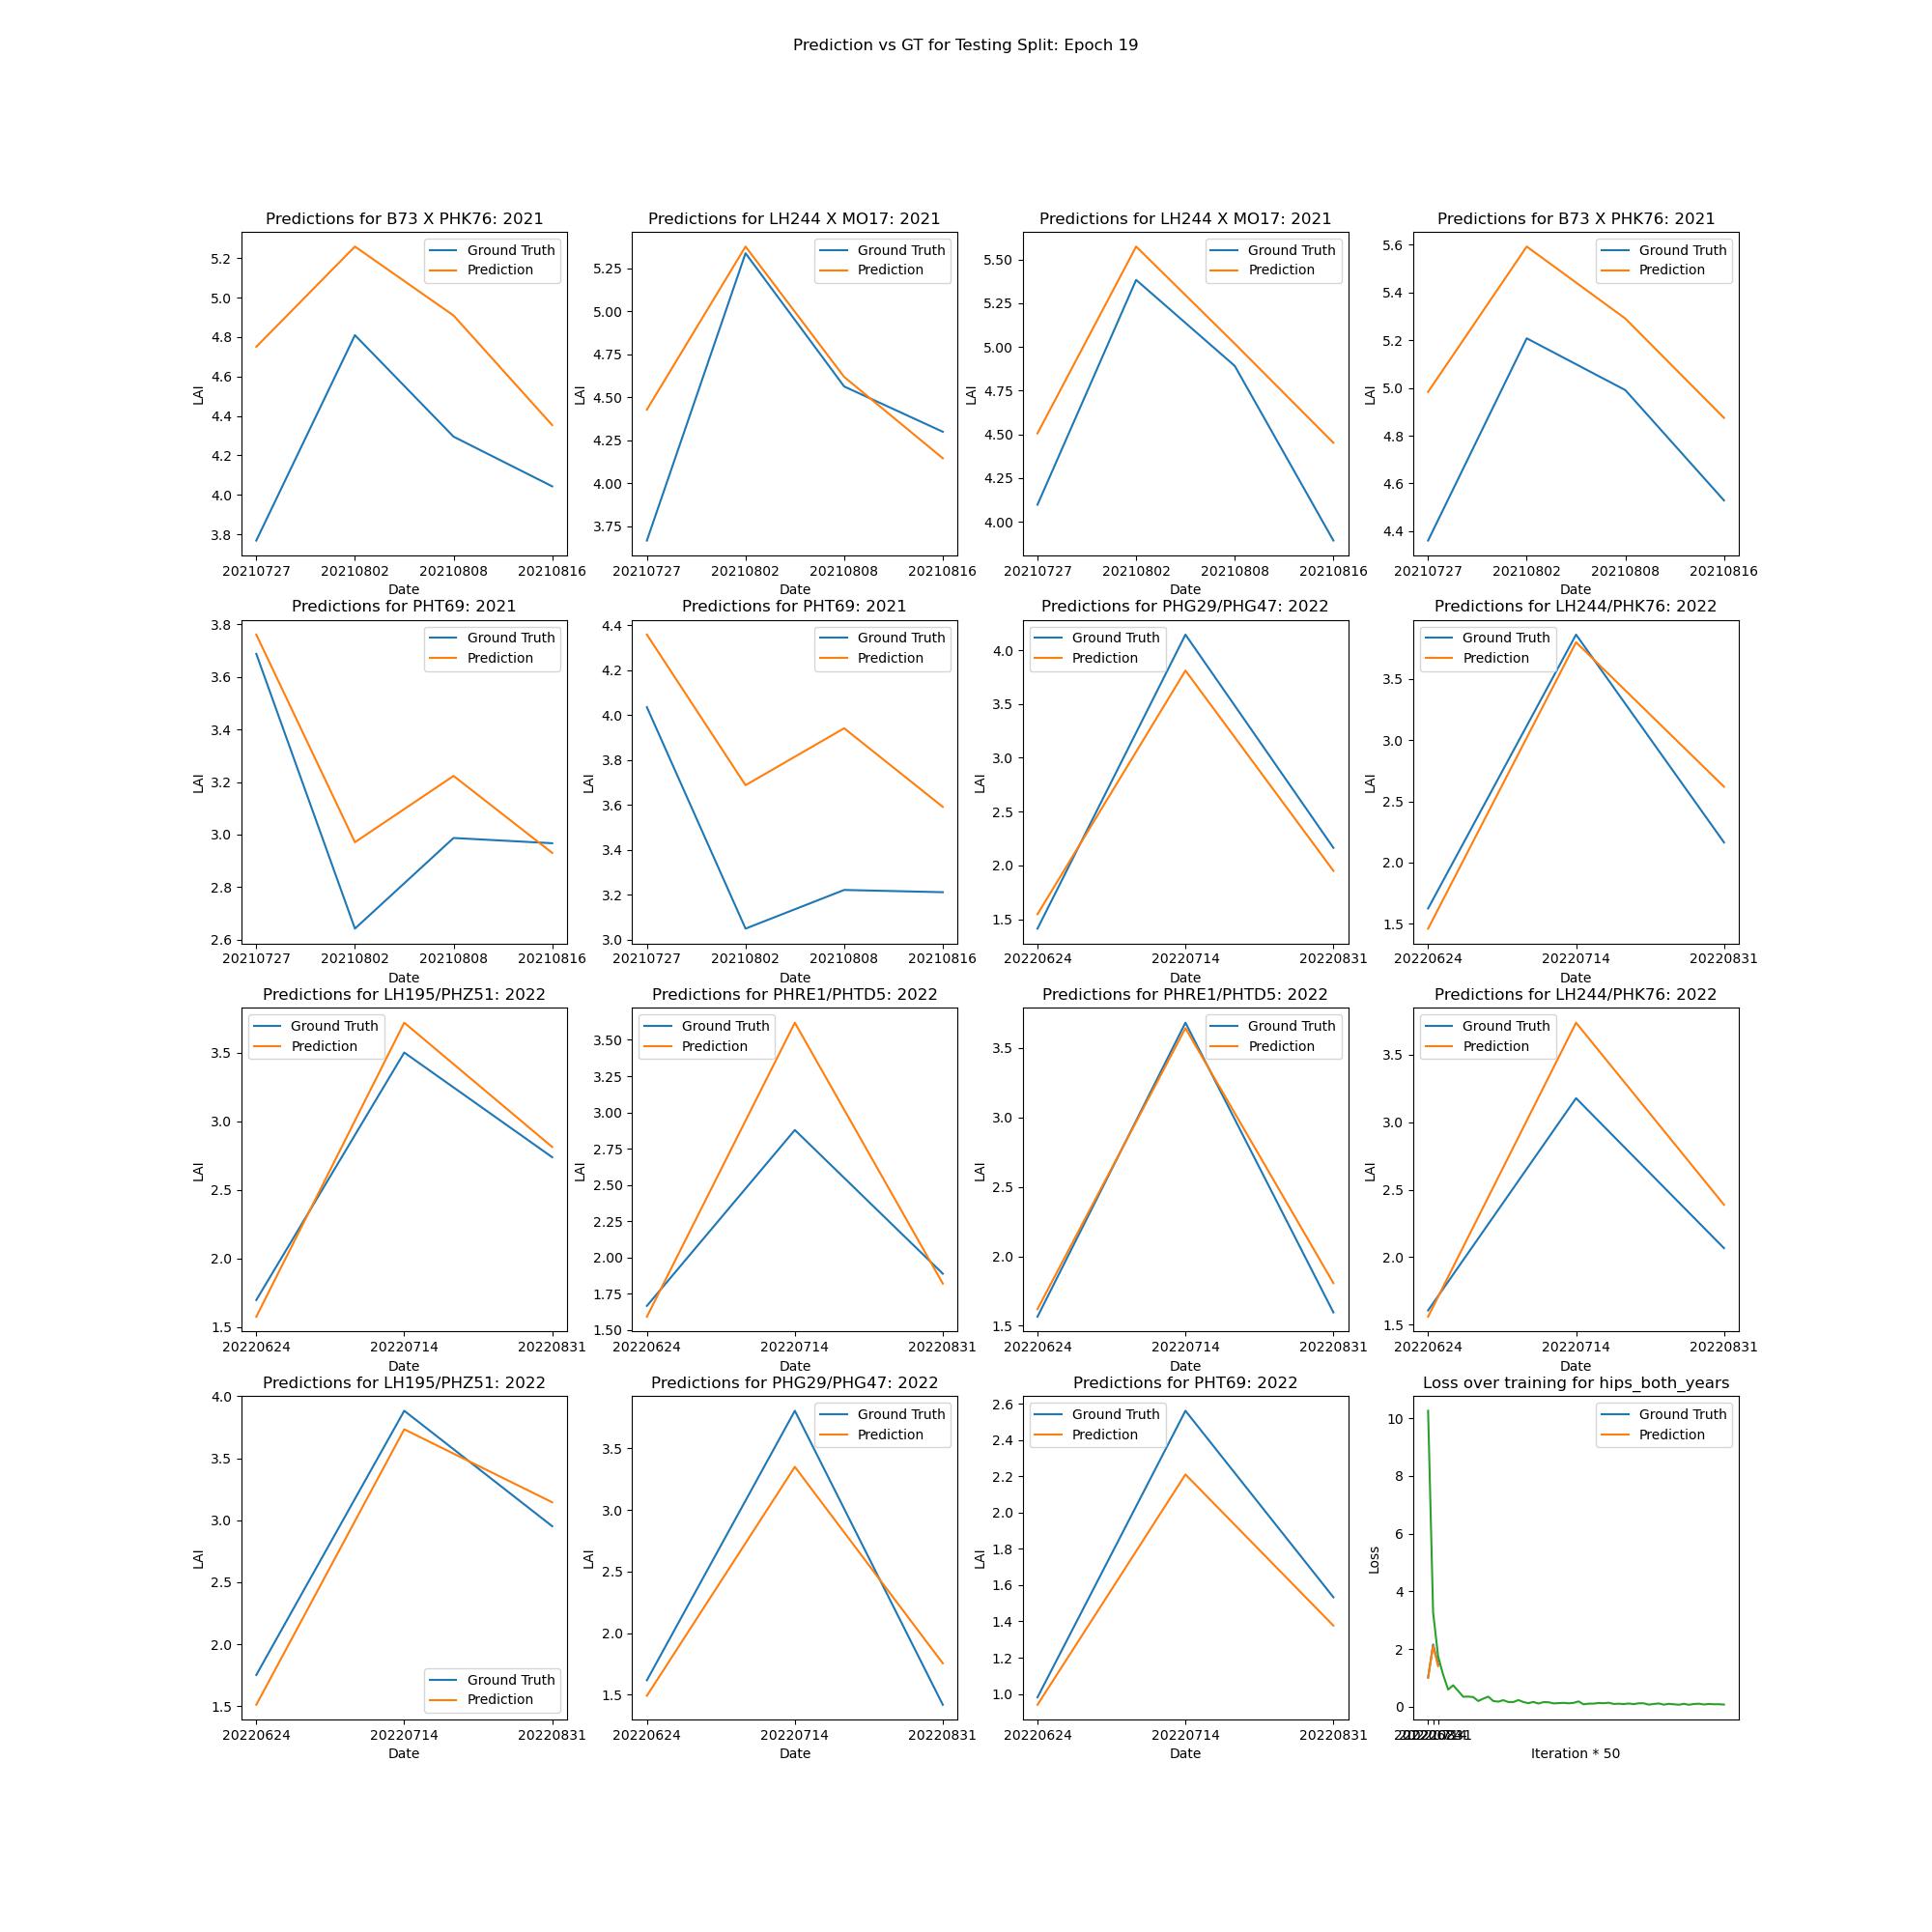 Prediction vs GT for Testing Split: Epoch 19
Predictions for B73 X PHK76: 2021
Ground Truth
Prediction
5.2
5.0
4.8
4.6
4.4
4.2
4.0
3.8
LAI
20210727 20210802 20210808 20210816
Date
Predictions for LH244 X MO17: 2021
Ground Truth
Prediction
5.25
5.00
4.75
4.50
4.25
4.00
3.75
LAI
20210727 20210802 20210808 20210816
Date
Predictions for LH244 X MO17: 2021
Ground Truth
Prediction
5.50
5.25
5.00
4.75
4.50
4.25
4.00
LAI
20210727 20210802 20210808 20210816
Date
Predictions for B73 X PHK76: 2021
Ground Truth
Prediction
5.6
5.4
5.2
5.0
4.8
4.6
4.4
LAI
20210727 20210802 20210808 20210816
Date
Predictions for PHT69: 2021
Ground Truth
Prediction
3.8
3.6
3.4
3.2
3.0
2.8
2.6
LAI
20210727 20210802 20210808 20210816
Date
Predictions for PHT69: 2021
Ground Truth
Prediction
4.4
4.2
4.0
3.8
3.6
3.4
3.2
3.0
LAI
20210727 20210802 20210808 20210816
Date
Predictions for PHG29/PHG47: 2022
Ground Truth
Prediction
4.0
3.5
3.0
2.5
2.0
1.5
LAI
20220624 20220714 20220831
Date
Predictions for LH244/PHK76: 2022
Ground Truth
Prediction
3.5
3.0
2.5
2.0
1.5
LAI
20220624 20220714 20220831
Date
Predictions for LH195/PHZ51: 2022
Ground Truth
Prediction
3.5
3.0
2.5
2.0
1.5
LAI
20220624 20220714 20220831
Date
Predictions for PHRE1/PHTD5: 2022
Ground Truth
Prediction
3.50
3.25
3.00
2.75
2.50
2.25
2.00
1.75
1.50
LAI
20220624 20220714 20220831
Date
Predictions for PHRE1/PHTD5: 2022
Ground Truth
Prediction
3.5
3.0
2.5
2.0
1.5
LAI
20220624 20220714 20220831
Date
Predictions for LH244/PHK76: 2022
Ground Truth
Prediction
3.5
3.0
2.5
2.0
1.5
LAI
20220624 20220714 20220831
Date
Predictions for LH195/PHZ51: 2022
4.0
3.5
3.0
2.5
2.0
1.5
LAI
Ground Truth
Prediction
20220624 20220714 20220831
Date
Predictions for PHG29/PHG47: 2022
Ground Truth
Prediction
3.5
3.0
2.5
2.0
1.5
LAI
20220624 20220714 20220831
Date
Predictions for PHT69: 2022
Ground Truth
Prediction
2.6
2.4
2.2
2.0
1.8
1.6
1.4
1.2
1.0
LAI
20220624 20220714 20220831
Date
Loss over training for hips_both_years
Ground Truth
Prediction
10
8
6
4
2
0
Loss
Iteration * 50